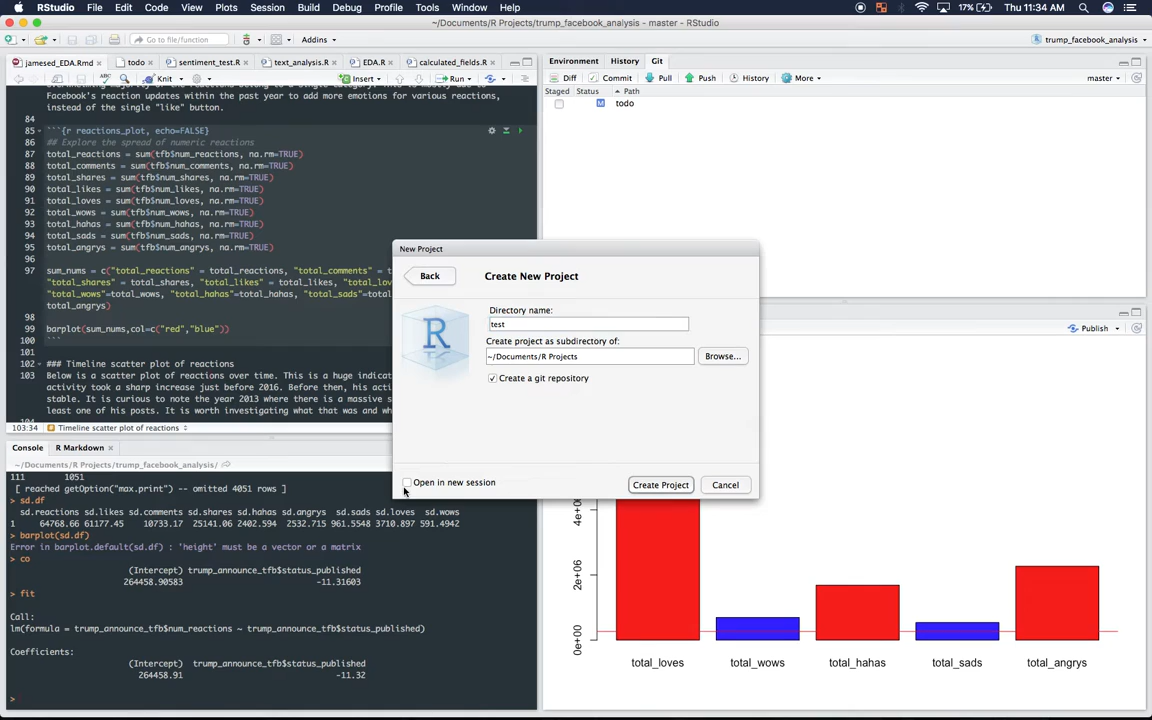 RStudio File Edit Code View Plots Session Build Debug Profile Tools Window Help 17% Thu 11:34 AM
~/Documents/R Projects/trump_facebook_analysis - master - RStudio
Go to file/function Addins trump_facebook_analysis
jamesed_EDA.Rmd todo sentiment_test.R text_analysis.R EDA.R calculated_fields.R
Knit Insert Run
Facebook's reaction updates within the past year to add more emotions for various reactions,
instead of the single "like" button.
84
85 ```{r reactions_plot, echo=FALSE}
86 ## Explore the spread of numeric reactions
87 total_reactions = sum(tfb$num_reactions, na.rm=TRUE)
88 total_comments = sum(tfb$num_comments, na.rm=TRUE)
89 total_shares = sum(tfb$num_shares, na.rm=TRUE)
90 total_likes = sum(tfb$num_likes, na.rm=TRUE)
91 total_loves = sum(tfb$num_loves, na.rm=TRUE)
92 total_wows = sum(tfb$num_wows, na.rm=TRUE)
93 total_hahas = sum(tfb$num_hahas, na.rm=TRUE)
94 total_sads = sum(tfb$num_sads, na.rm=TRUE)
95 total_angrys = sum(tfb$num_angrys, na.rm=TRUE)
96
97 sum_nums = c("total_reactions" = total_reactions, "total_comments" = t
"total_shares" = total_shares, "total_likes" = total_likes, "total_lov
"total_wows"=total_wows, "total_hahas"=total_hahas, "total_sads"=total
total_angrys)
98
99 barplot(sum_nums,col=c("red","blue"))
100 ```
101
102 ### Timeline scatter plot of reactions
103 Below is a scatter plot of reactions over time. This is a huge indicat
activity took a sharp increase just before 2016. Before then, his acti
stable. It is curious to note the year 2013 where there is a massive s
least one of his posts. It is worth investigating what that was and wh
103:34 Timeline scatter plot of reactions
Console R Markdown
~/Documents/R Projects/trump_facebook_analysis/
111 1051
[ reached getOption("max.print") -- omitted 4051 rows ]
> sd.df
sd.reactions sd.likes sd.comments sd.shares sd.hahas sd.angrys sd.sads sd.loves sd.wows
1 64768.66 61177.45 10733.17 25141.06 2402.594 2532.715 961.5548 3710.897 591.4942
> barplot(sd.df)
Error in barplot.default(sd.df) : 'height' must be a vector or a matrix
> co
(Intercept) trump_announce_tfb$status_published
264458.90583 -11.31603
> fit
Call:
lm(formula = trump_announce_tfb$num_reactions ~ trump_announce_tfb$status_published)
Coefficients:
(Intercept) trump_announce_tfb$status_published
264458.91 -11.32
>
Environment History Git
Diff Commit Pull Push History More master
Staged Status Path
M todo
New Project
Back Create New Project
R
Directory name:
test
Create project as subdirectory of:
~/Documents/R Projects Browse...
Create a git repository
Open in new session Create Project Cancel
Publish
4e+06
2e+06
0e+00
total_loves total_wows total_hahas total_sads total_angrys